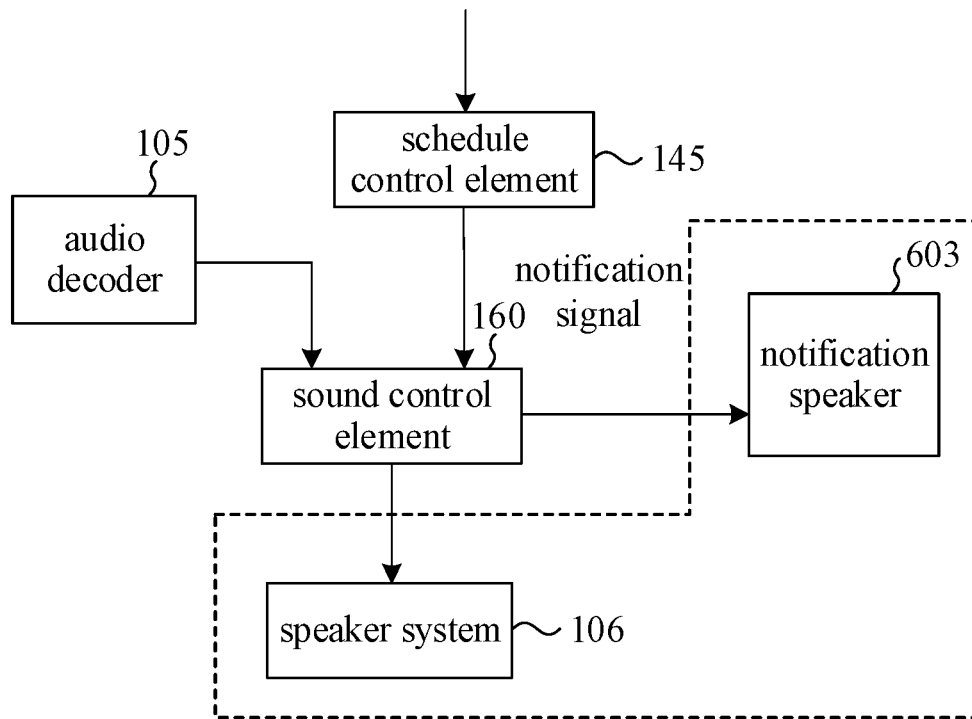 schedule
control element
145
105
audio
decoder
notification
signal
603
notification
speaker
160
sound control
element
speaker system
106